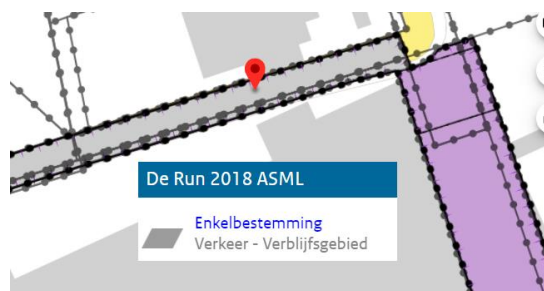 De Run 2018 ASML
Enkelbestemming
Verkeer - Verblijfsgebied